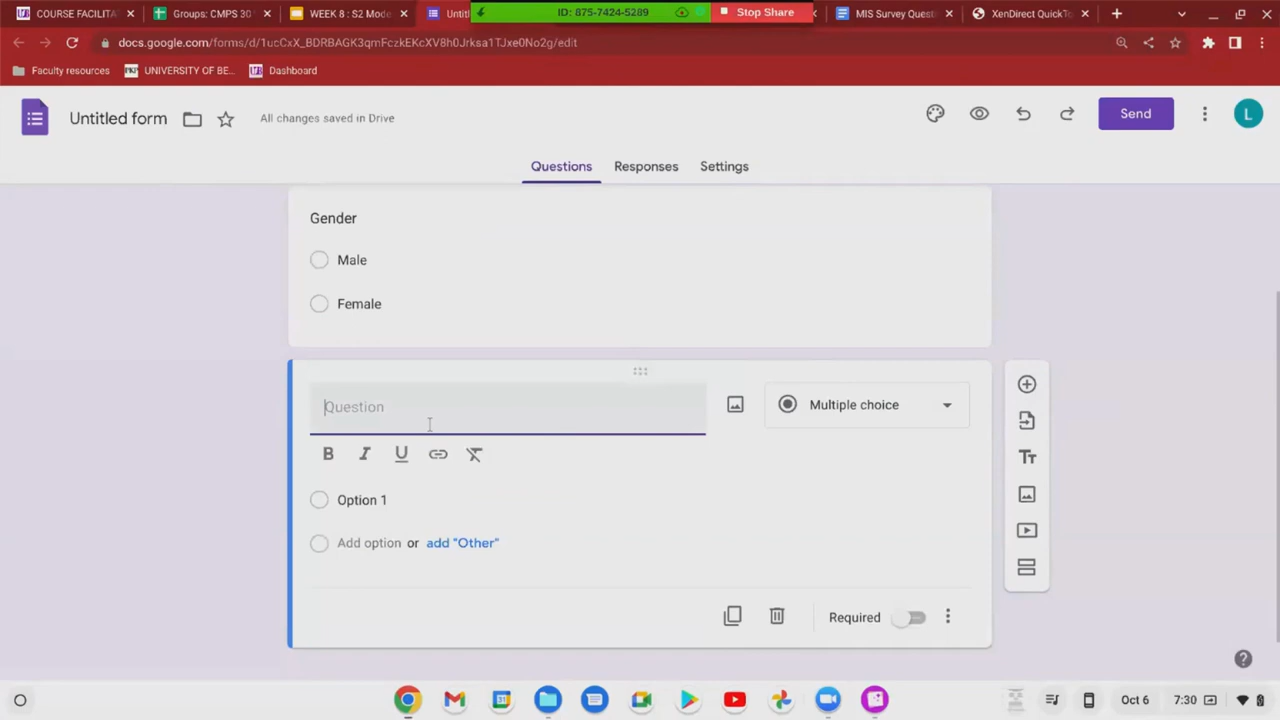 COURSE FACILITAT
Groups: CMPS 30
WEEK 8 : S2 Mode
Untit
ID: 875-7424-5289
Stop Share
MIS Survey Quest
XenDirect QuickTo
docs.google.com/forms/d/1ucCxX_BDRBAGK3qmFczkEKcXV8h0Jrksa1TJxe0No2g/edit
Faculty resources
UNIVERSITY OF BE...
Dashboard
Untitled form
All changes saved in Drive
Send
L
Questions
Responses
Settings
Gender
Male
Female
Question
Multiple choice
B I U
Option 1
Add option or add "Other"
Required
Oct 6
7:30